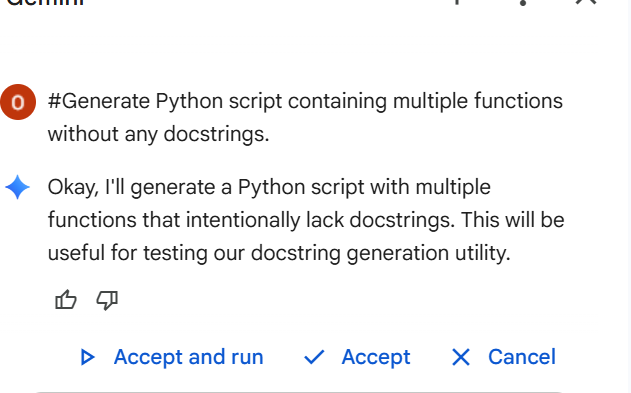 Gemini
O
#Generate Python script containing multiple functions
without any docstrings.
Okay, I'll generate a Python script with multiple
functions that intentionally lack docstrings. This will be
useful for testing our docstring generation utility.
Accept and run
Accept
Cancel